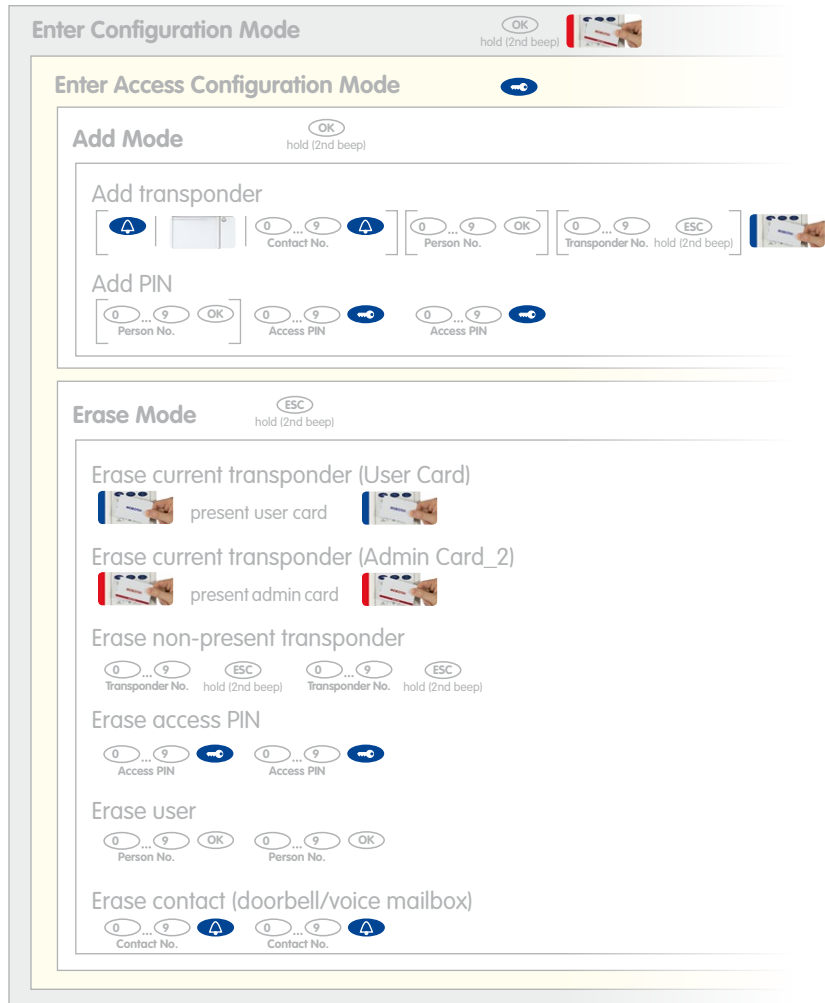 Enter Configuration Mode OK
hold (2nd beep)
Enter Access Configuration Mode
Add Mode OK
hold (2nd beep)
Add transponder
0 ... 9 0 ... 9 OK 0 ... 9 ESC
Contact No. Person No. Transponder No. hold (2nd beep)
Add PIN
0 ... 9 OK 0 ... 9 0 ... 9
Person No. Access PIN Access PIN
Erase Mode ESC
hold (2nd beep)
Erase current transponder (User Card)
present user card
Erase current transponder (Admin Card_2)
present admin card
Erase non-present transponder
0 ... 9 ESC 0 ... 9 ESC
Transponder No. hold (2nd beep) Transponder No. hold (2nd beep)
Erase access PIN
0 ... 9 0 ... 9
Access PIN Access PIN
Erase user
0 ... 9 OK 0 ... 9 OK
Person No. Person No.
Erase contact (doorbell/voice mailbox)
0 ... 9 0 ... 9
Contact No. Contact No.